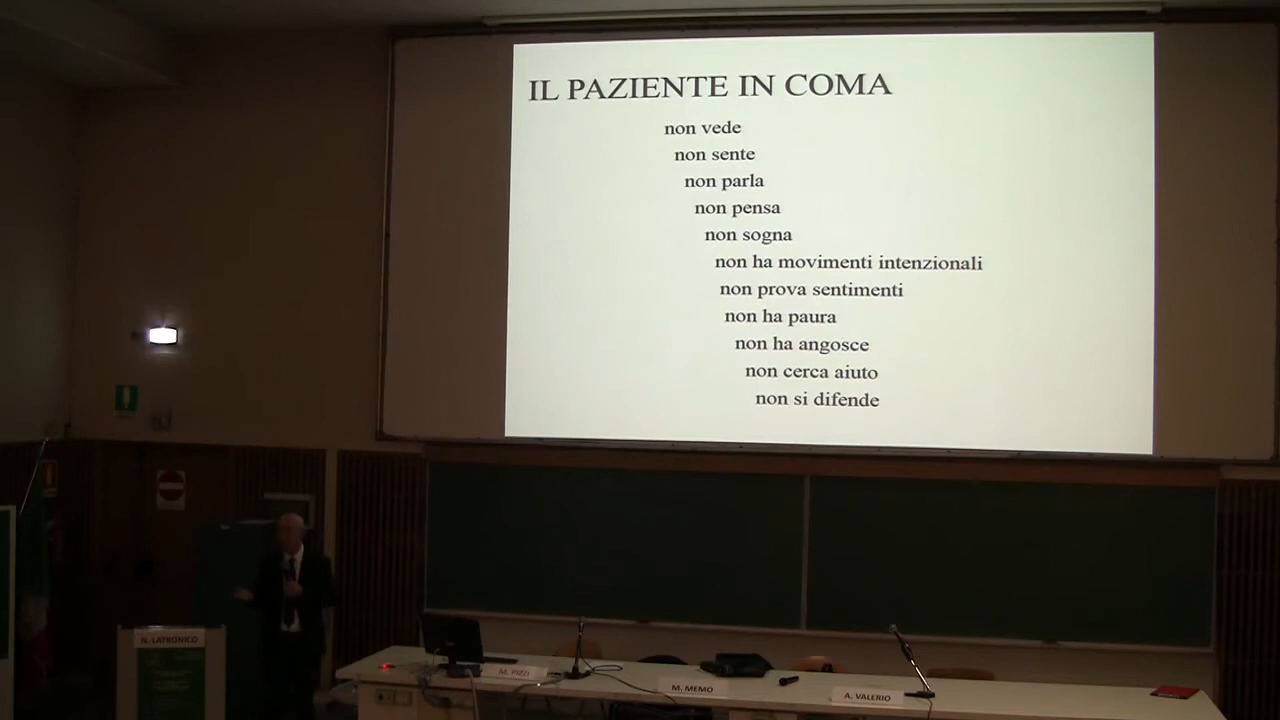 IL PAZIENTE IN COMA
non vede
non sente
non parla
non pensa
non sogna
non ha movimenti intenzionali
non prova sentimenti
non ha paura
non ha angosce
non cerca aiuto
non si difende
N. LATRONICO
M. PIZZI
M. MEMO
A. VALERIO